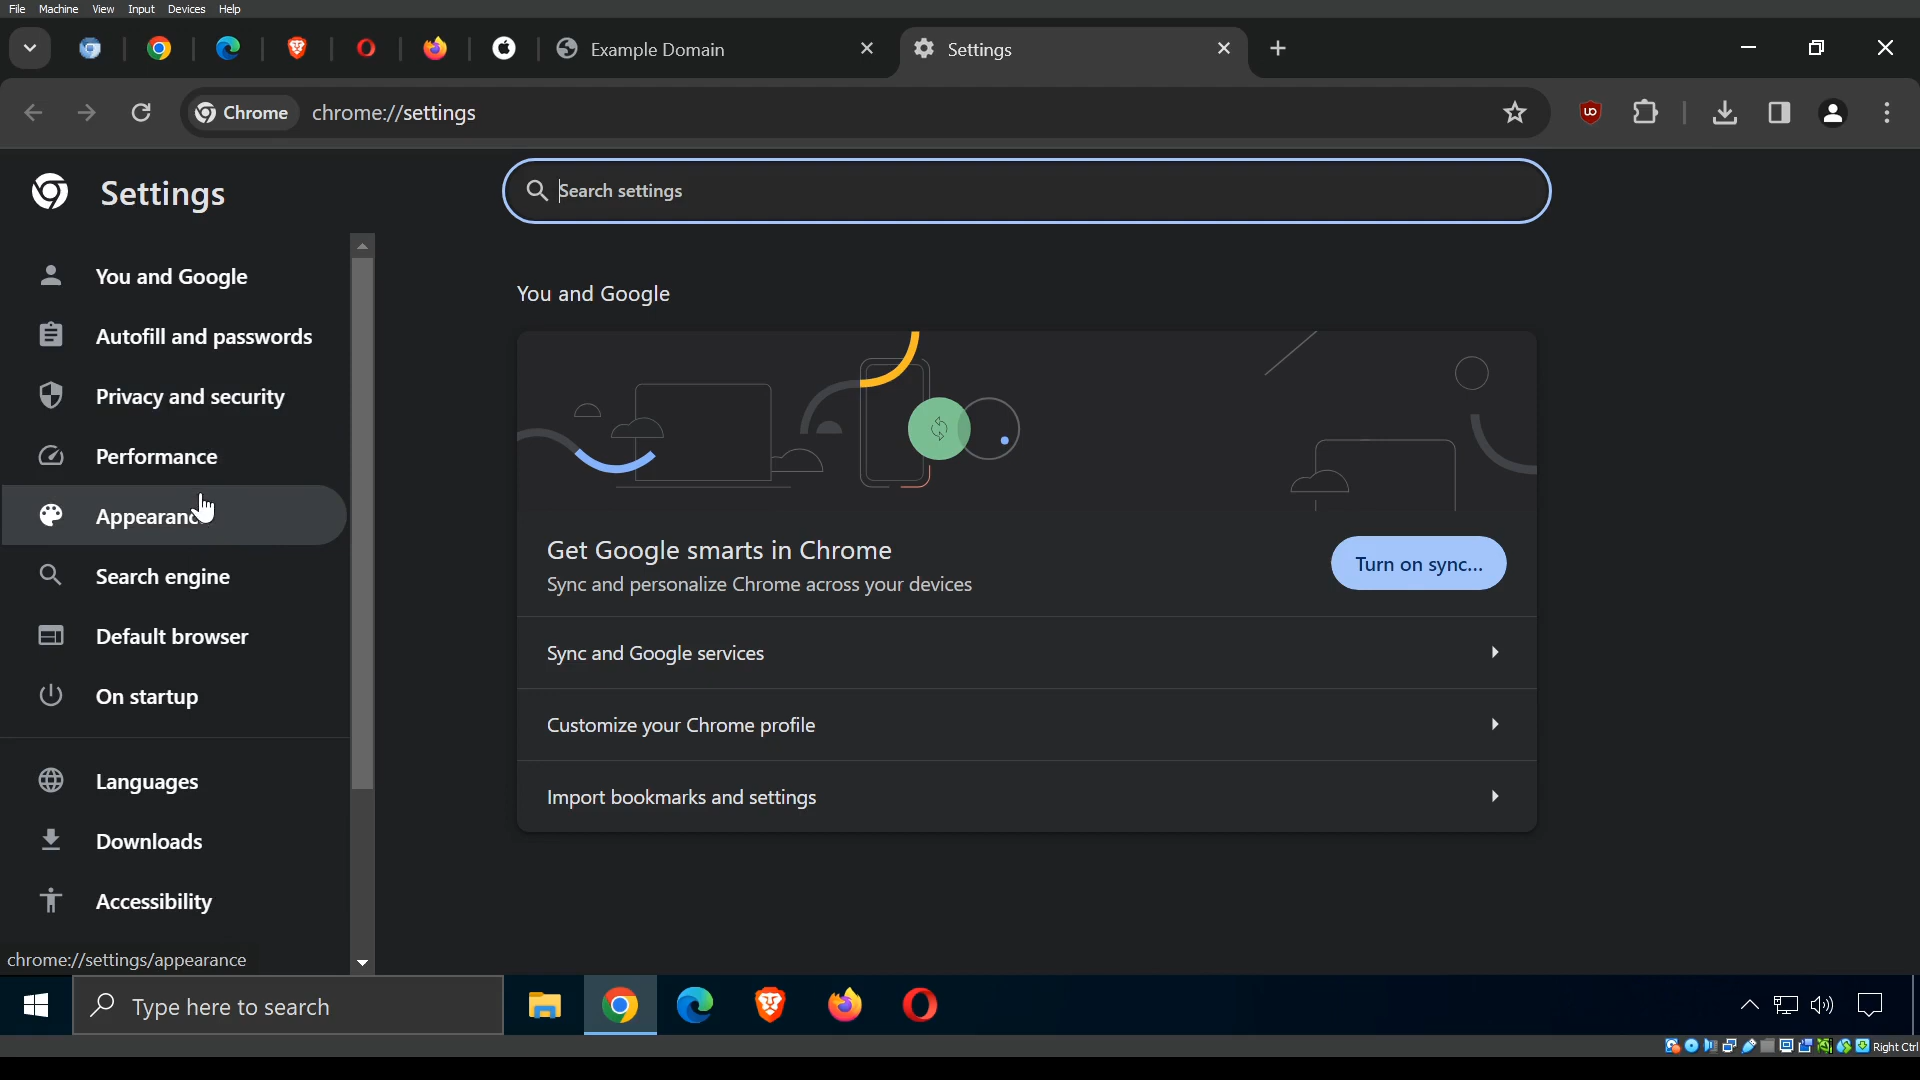 File Machine View Input Devices Help
Example Domain
Settings
Chrome chrome://settings
Settings
Search settings
You and Google
Autofill and passwords
Privacy and security
Performance
Appearanc
Search engine
Default browser
On startup
Languages
Downloads
Accessibility
You and Google
Get Google smarts in Chrome
Sync and personalize Chrome across your devices
Turn on sync...
Sync and Google services
Customize your Chrome profile
Import bookmarks and settings
chrome://settings/appearance
Type here to search
Right Ctrl